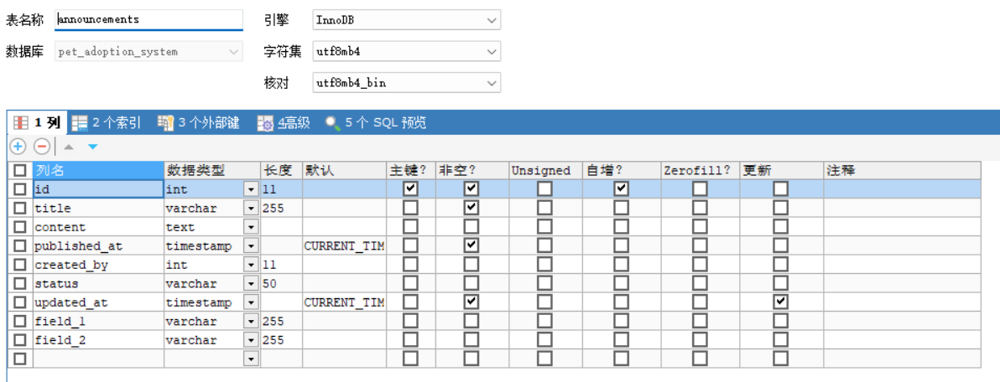 表名称 announcements 引擎 InnoDB
数据库 pet_adoption_system 字符集 utf8mb4
核对 utf8mb4_bin
1 列 2 个索引 3 个外部键 4高级 5 个 SQL 预览
列名 数据类型 长度 默认 主键? 非空? Unsigned 自增? Zerofill? 更新 注释
id int 11
title varchar 255
content text
published_at timestamp CURRENT_TIM
created_by int 11
status varchar 50
updated_at timestamp CURRENT_TIM
field_1 varchar 255
field_2 varchar 255